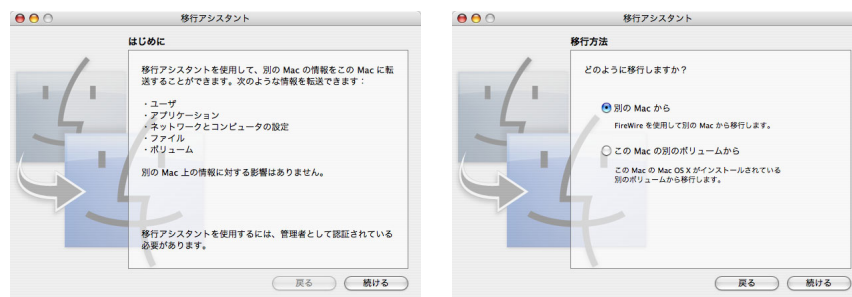 移行アシスタント
はじめに
移行アシスタントを使用して、別の Mac の情報をこの Mac に転
送することができます。次のような情報を転送できます：
・ユーザ
・アプリケーション
・ネットワークとコンピュータの設定
・ファイル
・ボリューム
別の Mac 上の情報に対する影響はありません。
移行アシスタントを使用するには、管理者として認証されている
必要があります。
戻る
続ける
移行アシスタント
移行方法
どのように移行しますか？
別の Mac から
FireWire を使用して別の Mac から移行します。
この Mac の別のボリュームから
この Mac の Mac OS X がインストールされている
別のボリュームから移行します。
戻る
続ける